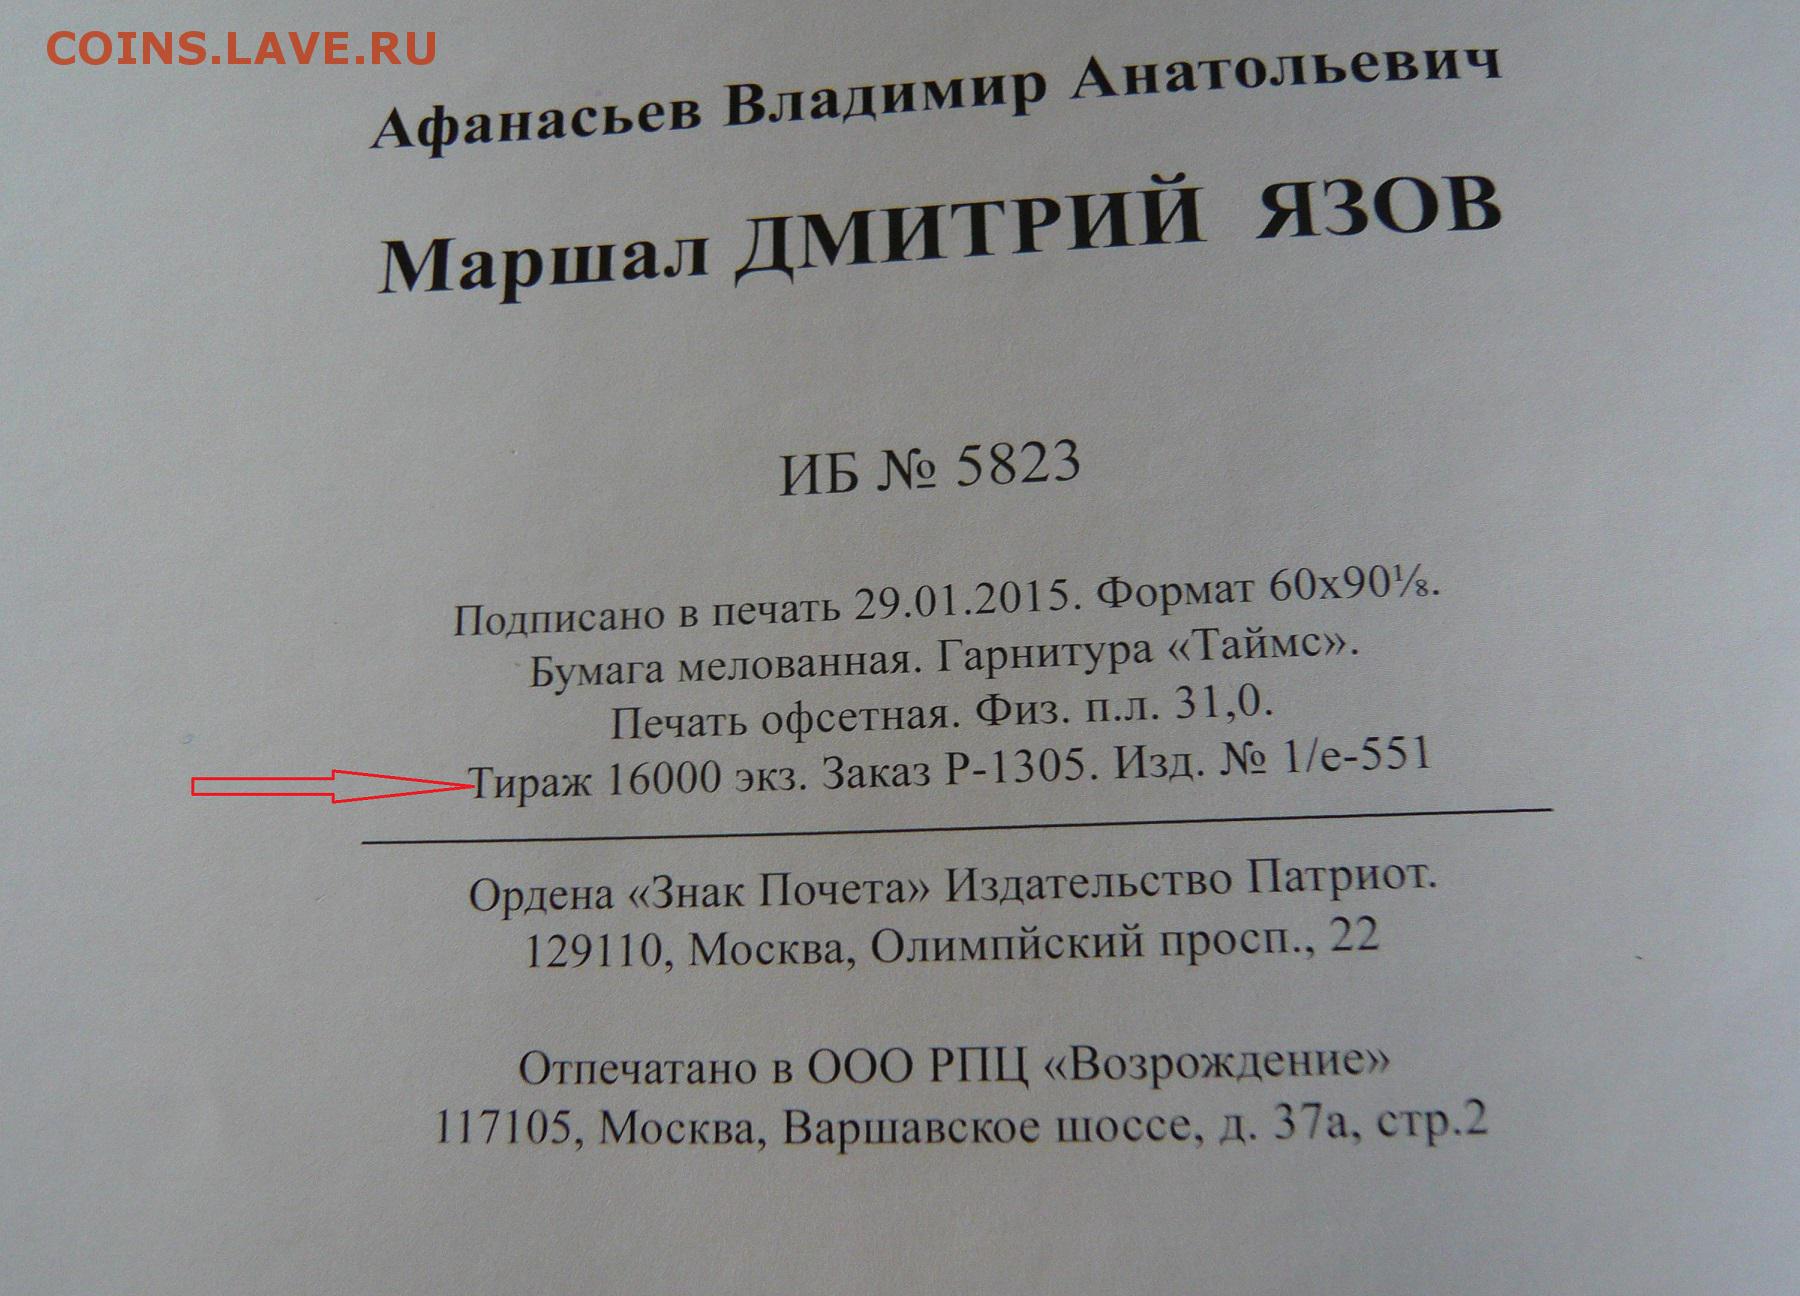 COINS.LAVE.RU
Афанасьев Владимир Анатольевич
Маршал ДМИТРИЙ ЯЗОВ
ИБ № 5823
Подписано в печать 29.01.2015. Формат 60х90⅛.
Бумага мелованная. Гарнитура «Таймс».
Печать офсетная. Физ. п.л. 31,0.
Тираж 16000 экз. Заказ Р-1305. Изд. № 1/е-551
Ордена «Знак Почета» Издательство Патриот.
129110, Москва, Олимпйский просп., 22
Отпечатано в ООО РПЦ «Возрождение»
117105, Москва, Варшавское шоссе, д. 37а, стр.2